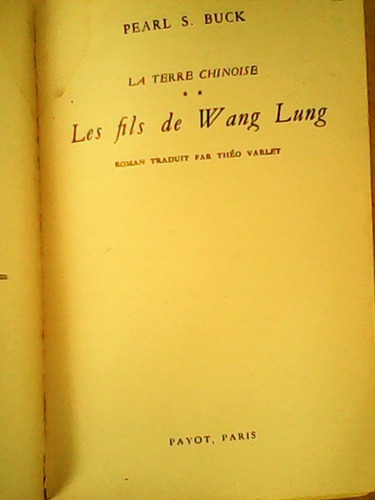 PEARL S. BUCK
LA TERRE CHINOISE
* *
Les fils de Wang Lung
ROMAN TRADUIT PAR THÉO VARLET
PAYOT, PARIS